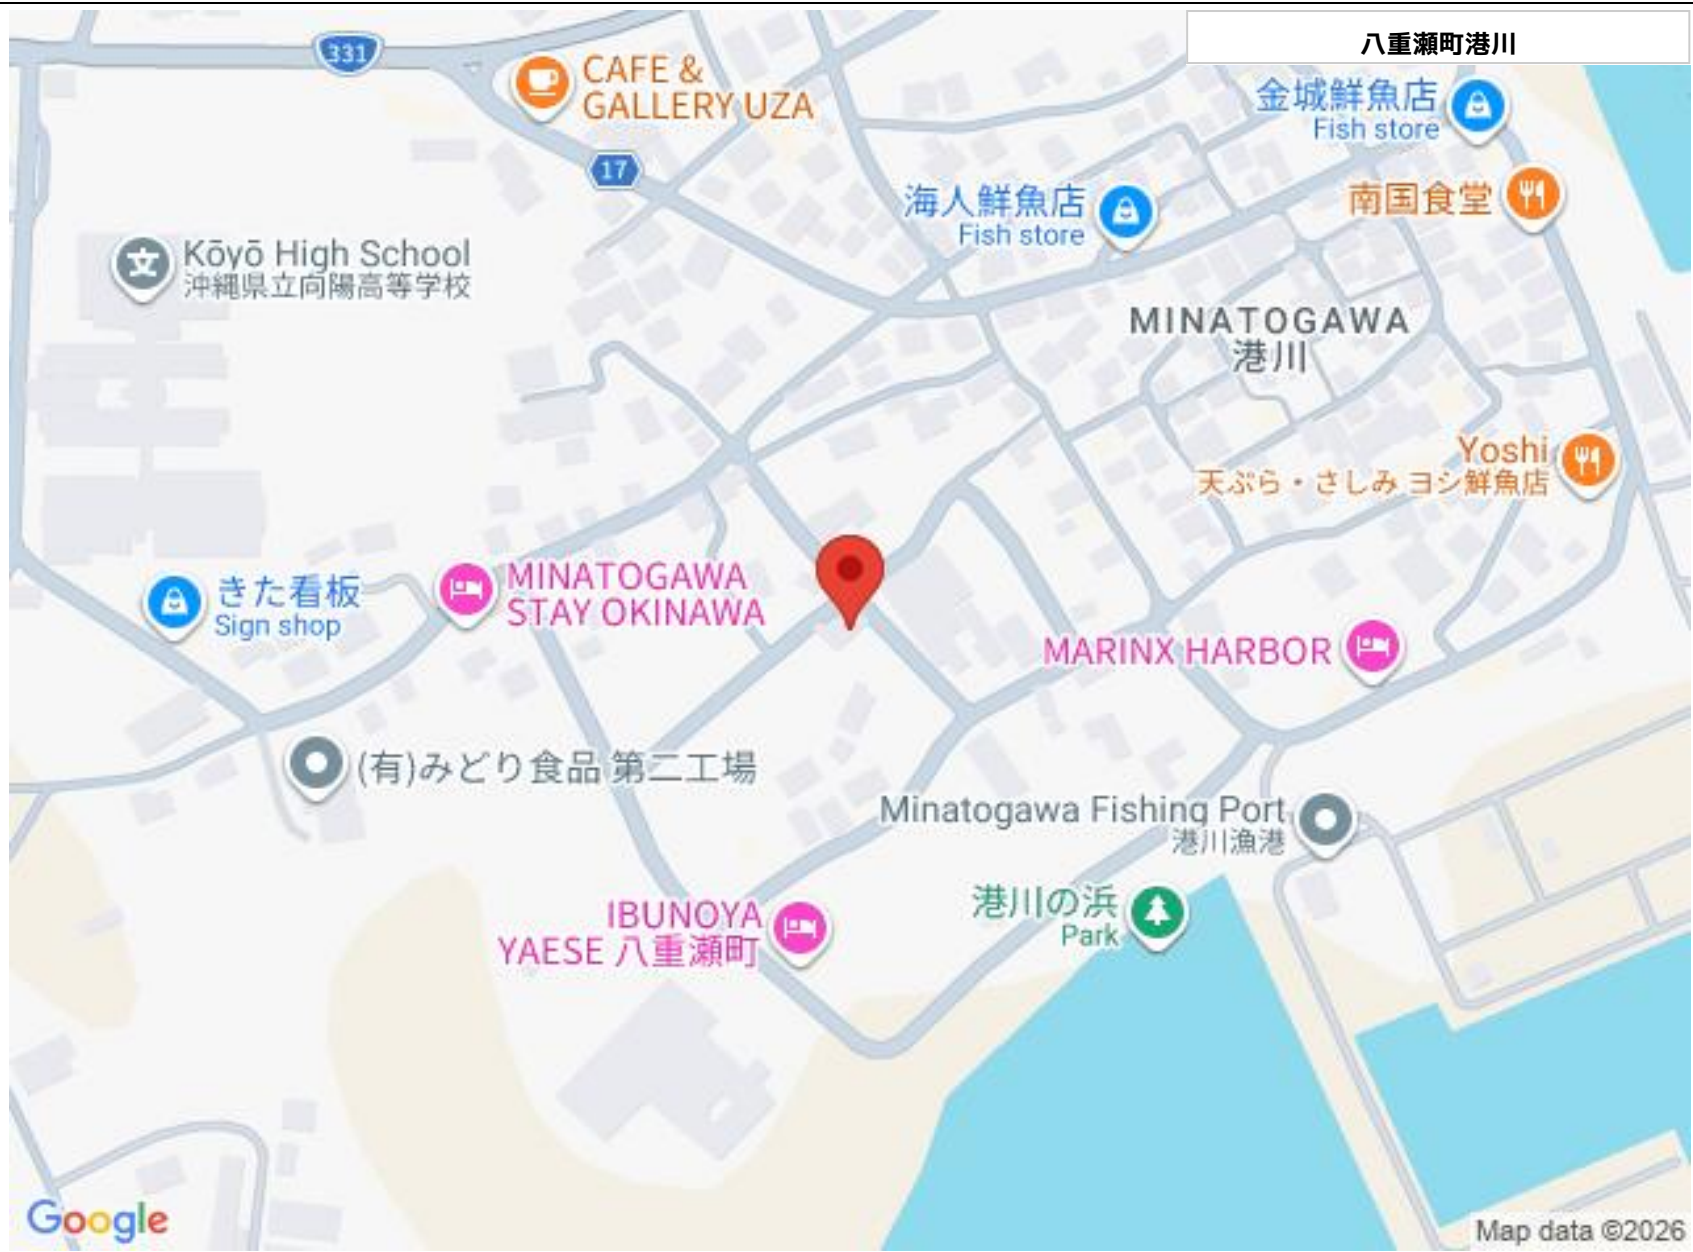 八重瀬町港川
331
CAFE &
GALLERY UZA
金城鮮魚店
Fish store
17
海人鮮魚店
Fish store
南国食堂
Kōyō High School
沖縄県立向陽高等学校
MINATOGAWA
港川
Yoshi
天ぷら・さしみ ヨシ鮮魚店
きた看板
Sign shop
MINATOGAWA
STAY OKINAWA
MARINX HARBOR
(有)みどり食品 第二工場
Minatogawa Fishing Port
港川漁港
港川の浜
Park
IBUNOYA
YAESE 八重瀬町
Google
Map data ©2026